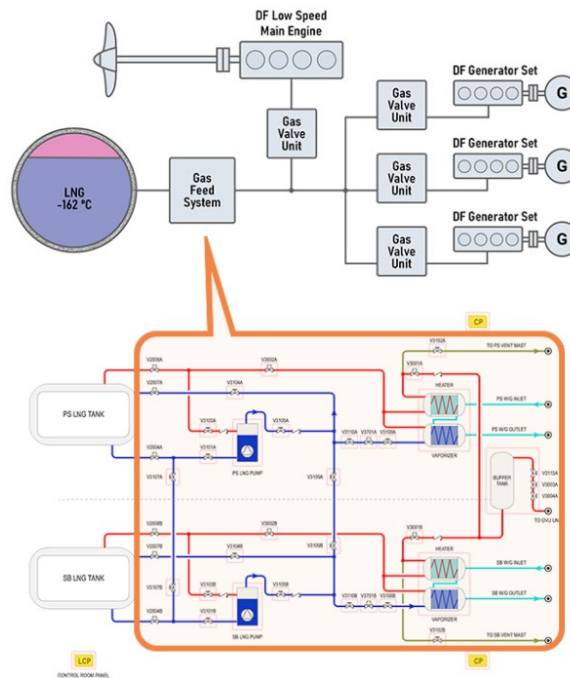 DF Low Speed
Main Engine
DF Generator Set
Gas
Valve
Unit
G
Gas
Valve
Unit
DF Generator Set
LNG
-162 °C
Gas
Feed
System
Gas
Valve
Unit
G
DF Generator Set
Gas
Valve
Unit
G
CP
V3102A
TO PS VENT MAST
V2008A
V3002A
V3001A
V2007A
V3104A
HEATER
PS LNG TANK
V3103A
V3105A
PS W/G INLET
V3110A
V3701A
V3108A
PS W/G OUTLET
V2004A
V3101A
PS LNG PUMP
VAPORIZER
V3107A
V3106A
BUFFER
TANK
V3113A
V3003A
V3004A
TO GVU UN
V2008B
V3002B
V3001B
V2007B
V3104B
V3106B
HEATER
SB LNG TANK
V3107B
V3103B
V3105B
SB W/G INLET
V3110B
V3701B
V3108B
SB W/G OUTLET
V2004B
V3101B
SB LNG PUMP
VAPORIZER
V3102B
TO SB VENT MAST
LCP
CONTROL ROOM PANEL
CP